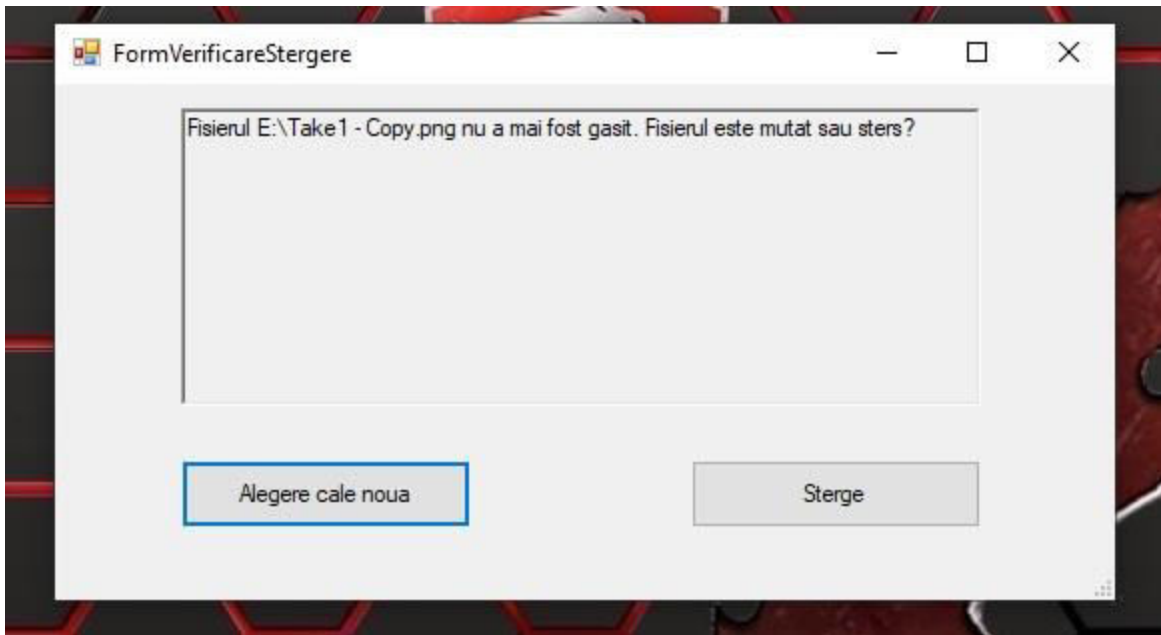 FormVerificareStergere
Fisierul E:\Take1 - Copy.png nu a mai fost gasit. Fisierul este mutat sau sters?
Alegere cale noua
Sterge